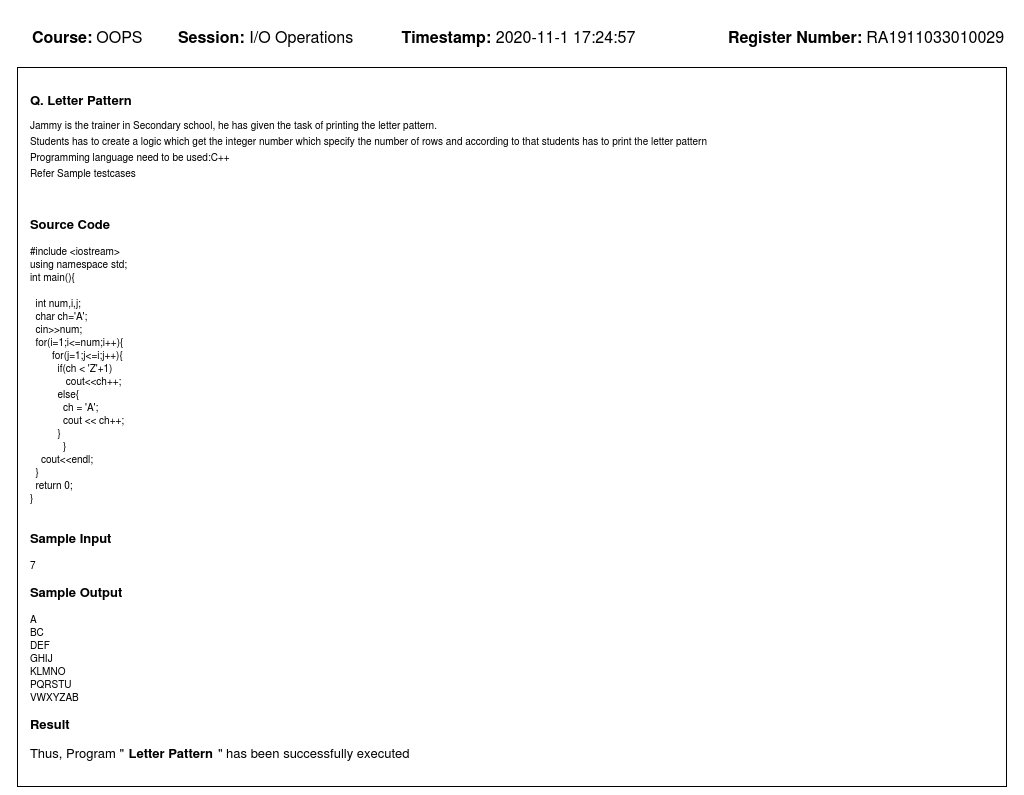 Course: OOPS Session: I/O Operations Timestamp: 2020-11-1 17:24:57 Register Number: RA1911033010029
Q. Letter Pattern
Jammy is the trainer in Secondary school, he has given the task of printing the letter pattern.
Students has to create a logic which get the integer number which specify the number of rows and according to that students has to print the letter pattern
Programming language need to be used:C++
Refer Sample testcases
Source Code
#include <iostream>
using namespace std;
int main(){
int num,i,j;
char ch='A';
cin>>num;
for(i=1;i<=num;i++){
for(j=1;j<=i;j++){
if(ch < 'Z'+1)
cout<<ch++;
else{
ch = 'A';
cout << ch++;
}
}
cout<<endl;
}
return 0;
}
Sample Input
7
Sample Output
A
BC
DEF
GHIJ
KLMNO
PQRSTU
VWXYZAB
Result
Thus, Program " Letter Pattern " has been successfully executed